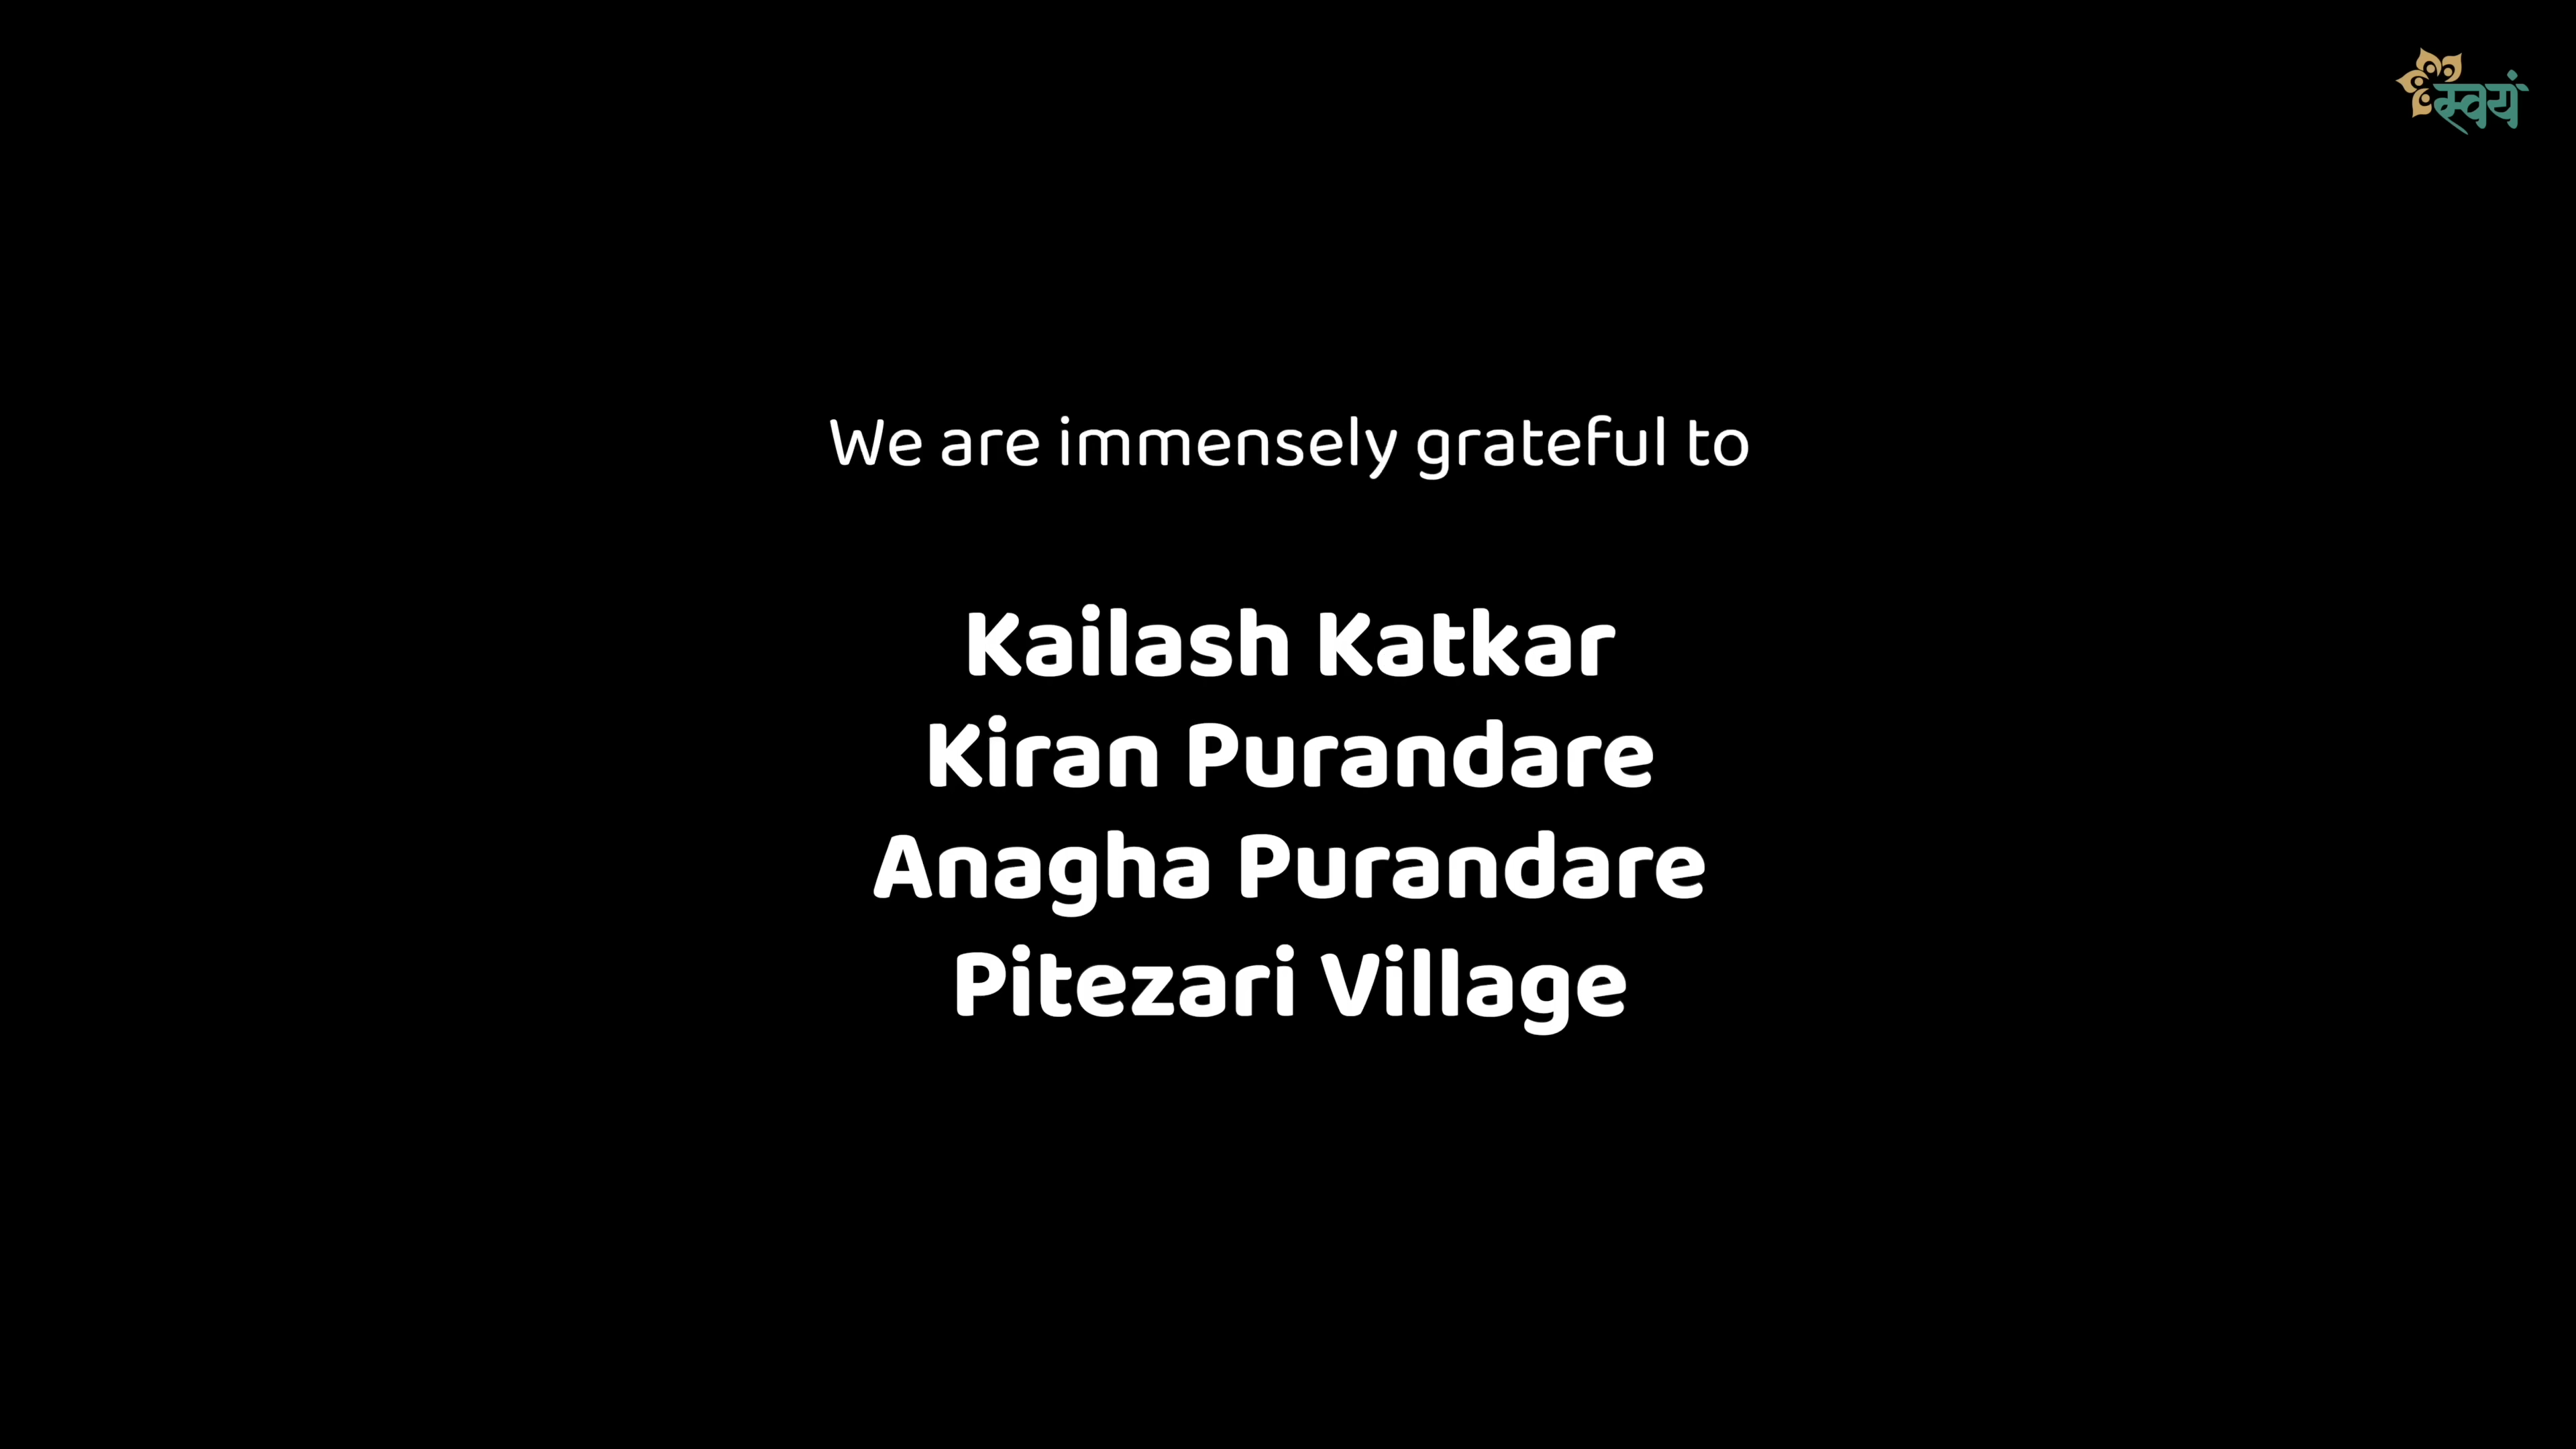 स्वयं
We are immensely grateful to
Kailash Katkar
Kiran Purandare
Anagha Purandare
Pitezari Village